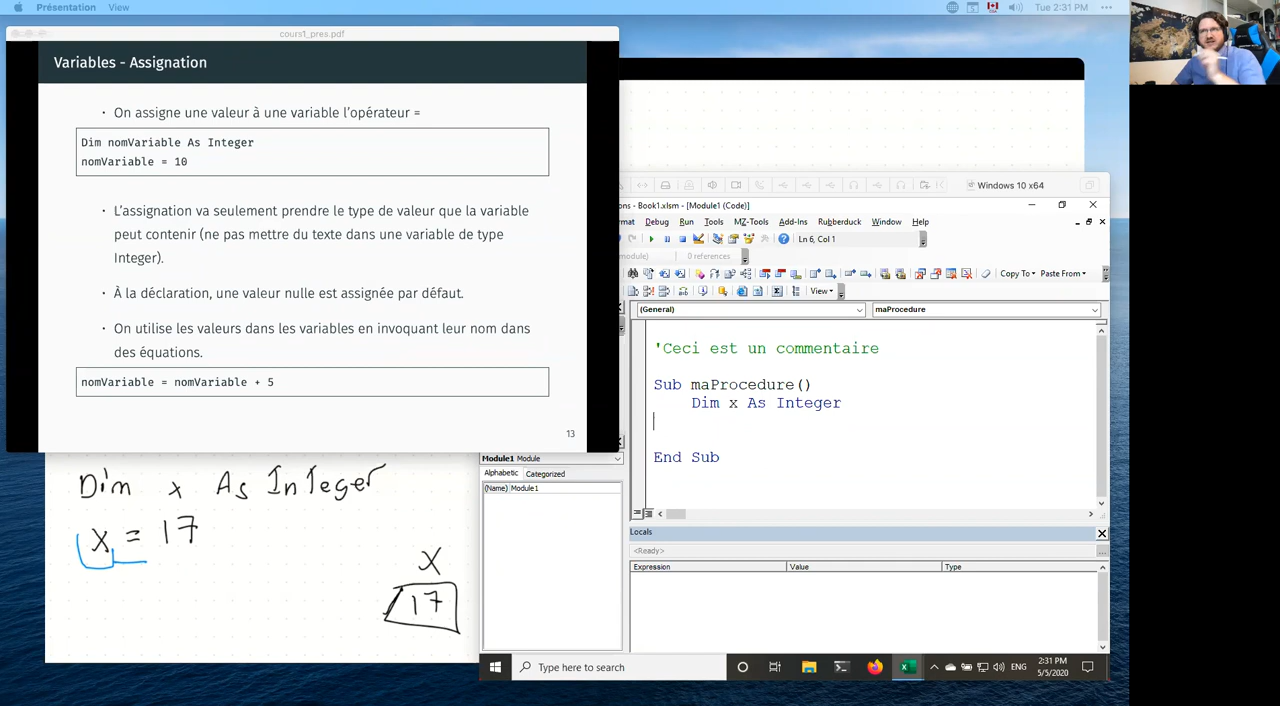 Présentation View
Tue 2:31 PM
cours1_pres.pdf
Variables - Assignation
· On assigne une valeur à une variable l'opérateur =
Dim nomVariable As Integer
nomVariable = 10
· L'assignation va seulement prendre le type de valeur que la variable
peut contenir (ne pas mettre du texte dans une variable de type
Integer).
· À la déclaration, une valeur nulle est assignée par défaut.
· On utilise les valeurs dans les variables en invoquant leur nom dans
des équations.
nomVariable = nomVariable + 5
13
Dim x As Integer
x = 17
x
17
Windows 10 x64
ons - Book1.xlsm - [Module1 (Code)]
rmat Debug Run Tools MZ-Tools Add-Ins Rubberduck Window Help
Ln 6, Col 1
module) 0 references
Copy To Paste From
View
(General) maProcedure
'Ceci est un commentaire
Sub maProcedure()
Dim x As Integer
End Sub
Module1 Module
Alphabetic Categorized
(Name) Module1
Locals
<Ready>
Expression Value Type
Type here to search
ENG
2:31 PM
5/5/2020